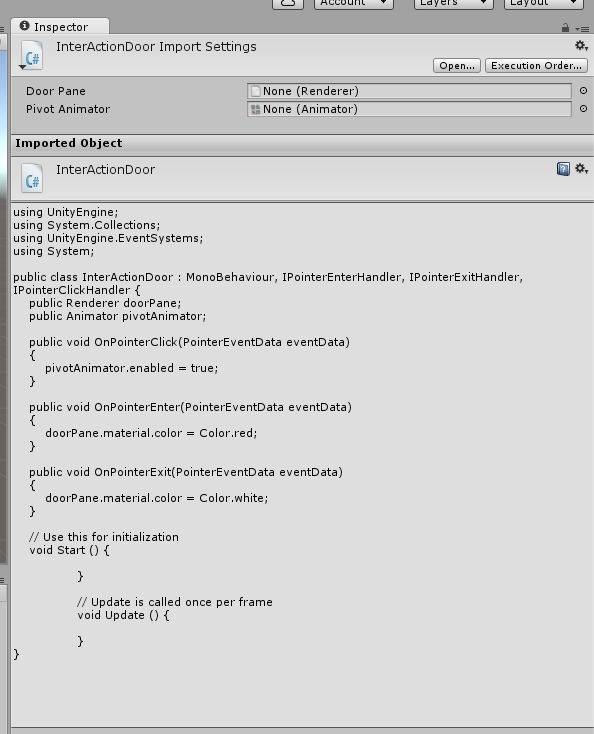 Account
Layers
Layout
Inspector
C#
InterActionDoor Import Settings
Open... Execution Order...
Door Pane None (Renderer)
Pivot Animator None (Animator)
Imported Object
C#
InterActionDoor
using UnityEngine;
using System.Collections;
using UnityEngine.EventSystems;
using System;
public class InterActionDoor : MonoBehaviour, IPointerEnterHandler, IPointerExitHandler,
IPointerClickHandler {
public Renderer doorPane;
public Animator pivotAnimator;
public void OnPointerClick(PointerEventData eventData)
{
pivotAnimator.enabled = true;
}
public void OnPointerEnter(PointerEventData eventData)
{
doorPane.material.color = Color.red;
}
public void OnPointerExit(PointerEventData eventData)
{
doorPane.material.color = Color.white;
}
// Use this for initialization
void Start () {
}
// Update is called once per frame
void Update () {
}
}